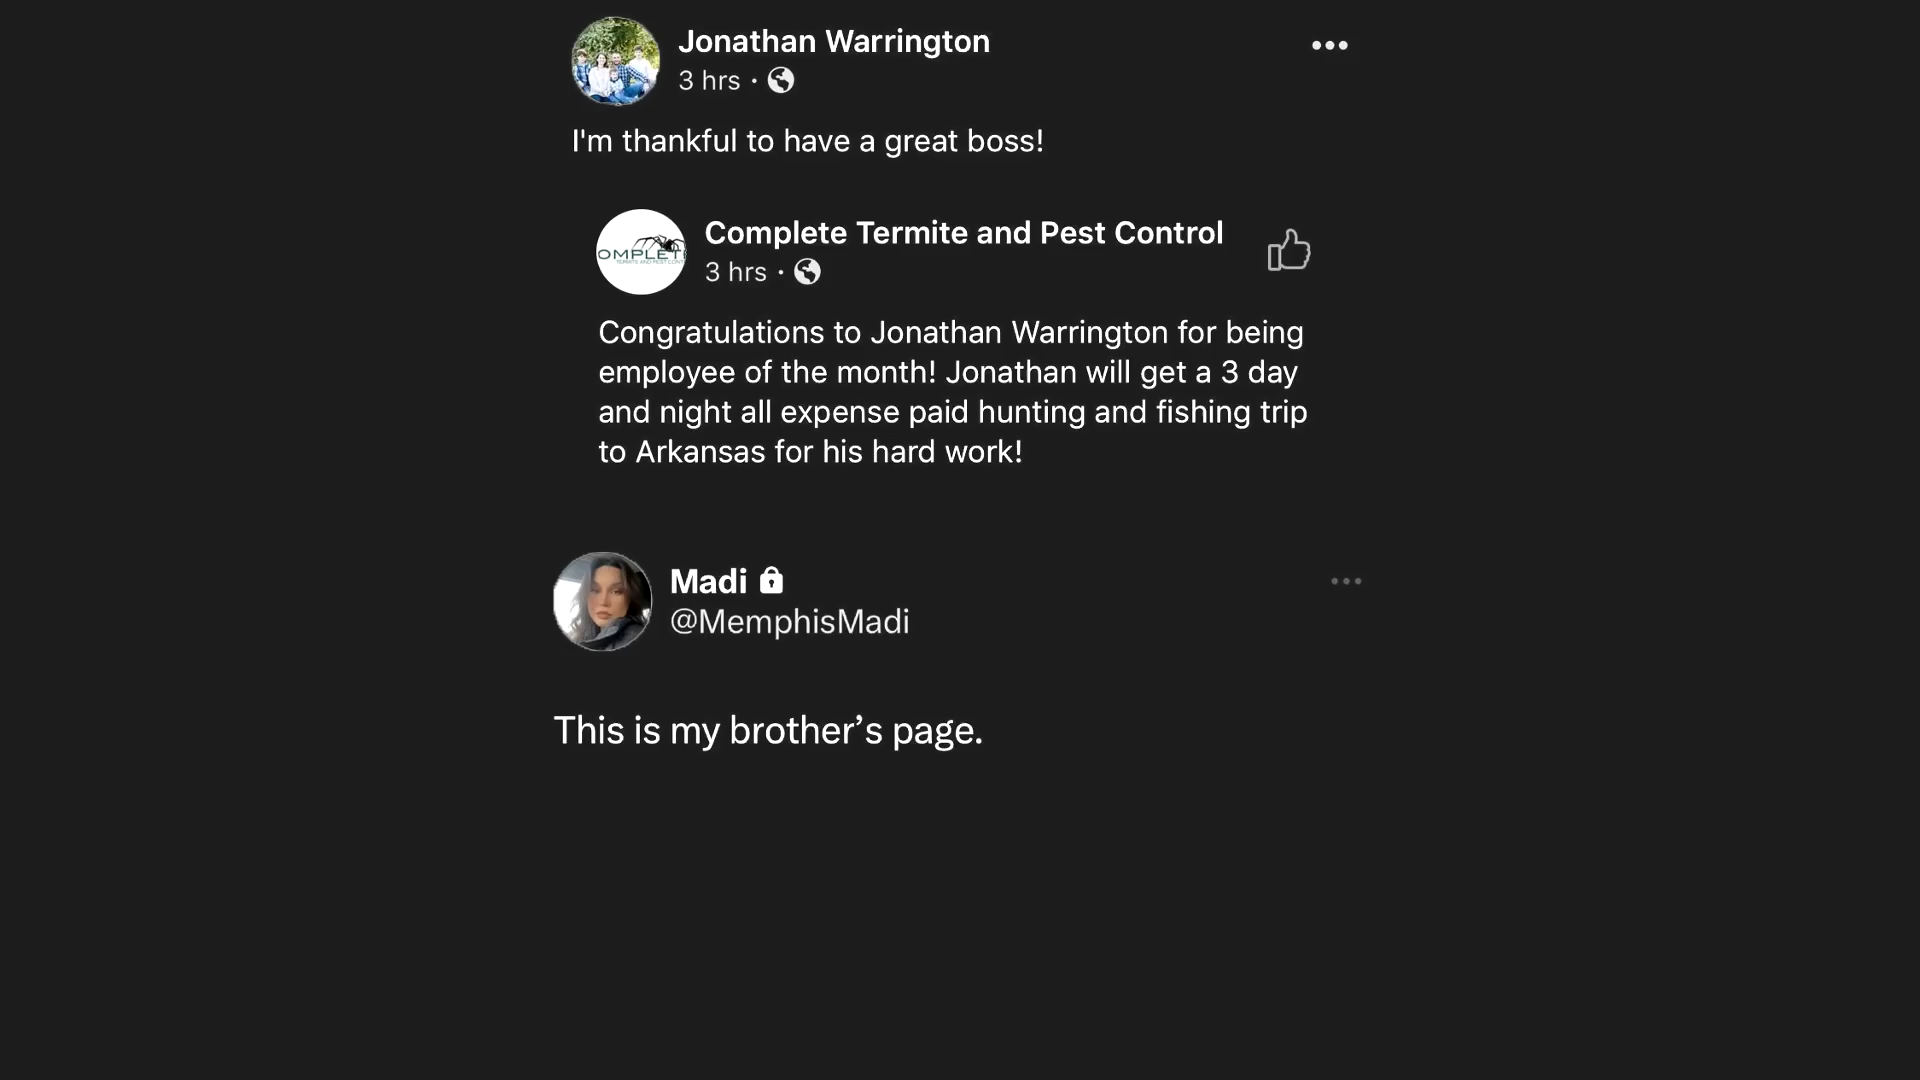 Jonathan Warrington
3 hrs ·
I'm thankful to have a great boss!
OMPLET
Complete Termite and Pest Control
3 hrs ·
Congratulations to Jonathan Warrington for being
employee of the month! Jonathan will get a 3 day
and night all expense paid hunting and fishing trip
to Arkansas for his hard work!
Madi
@MemphisMadi
This is my brother’s page.